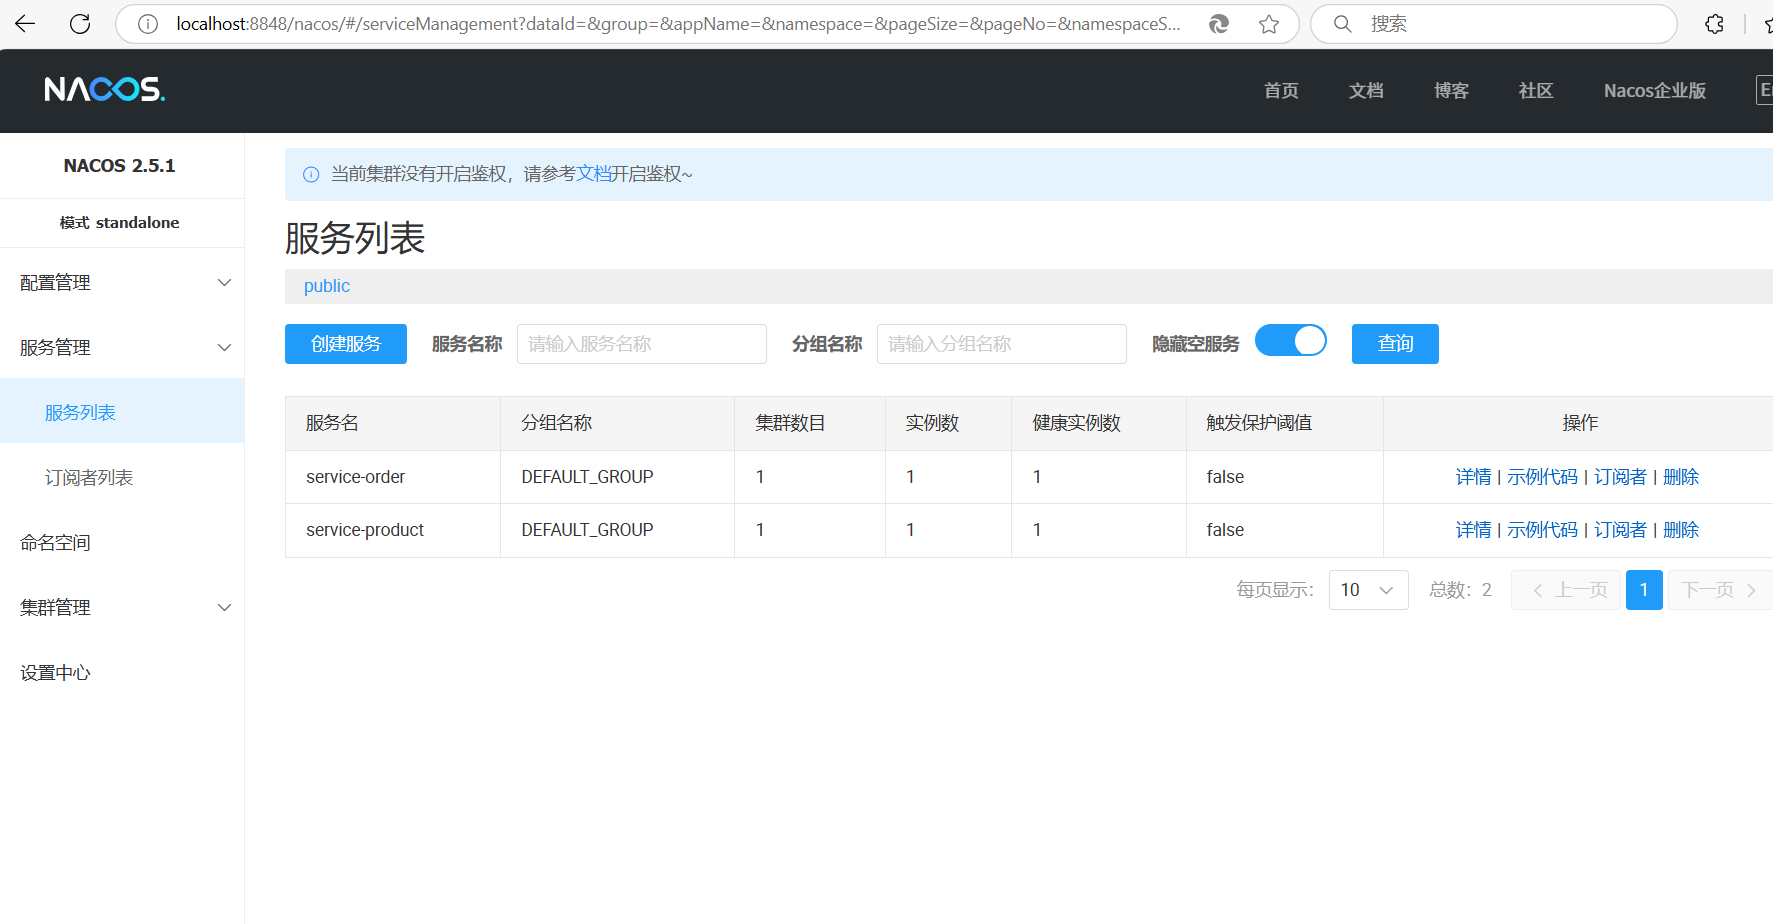 localhost:8848/nacos/#/serviceManagement?dataId=&group=&appName=&namespace=&pageSize=&pageNo=&namespaceS... 搜索
NACOS. 首页 文档 博客 社区 Nacos企业版
NACOS 2.5.1
模式 standalone
配置管理
服务管理
服务列表
订阅者列表
命名空间
集群管理
设置中心
当前集群没有开启鉴权，请参考文档开启鉴权~
服务列表
public
创建服务 服务名称 请输入服务名称 分组名称 请输入分组名称 隐藏空服务 查询
服务名 分组名称 集群数目 实例数 健康实例数 触发保护阈值 操作
service-order DEFAULT_GROUP 1 1 1 false 详情 | 示例代码 | 订阅者 | 删除
service-product DEFAULT_GROUP 1 1 1 false 详情 | 示例代码 | 订阅者 | 删除
每页显示： 10 总数：2 上一页 1 下一页